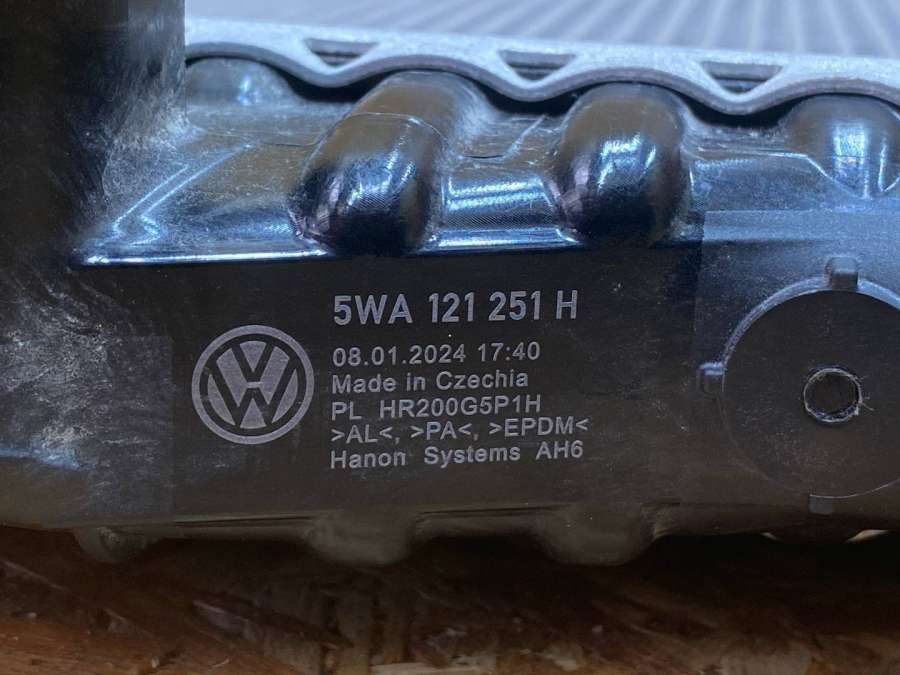 5WA 121 251 H
08.01.2024 17:40
Made in Czechia
PL HR200G5P1H
>AL<, >PA<, >EPDM<
Hanon Systems AH6